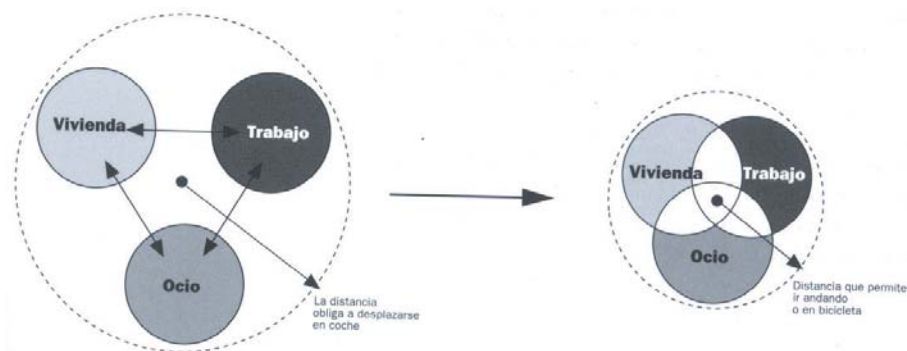 Vivienda
Trabajo
Ocio
La distancia
obliga a desplazarse
en coche
Vivienda
Trabajo
Ocio
Distancia que permite
ir andando
o en bicicleta